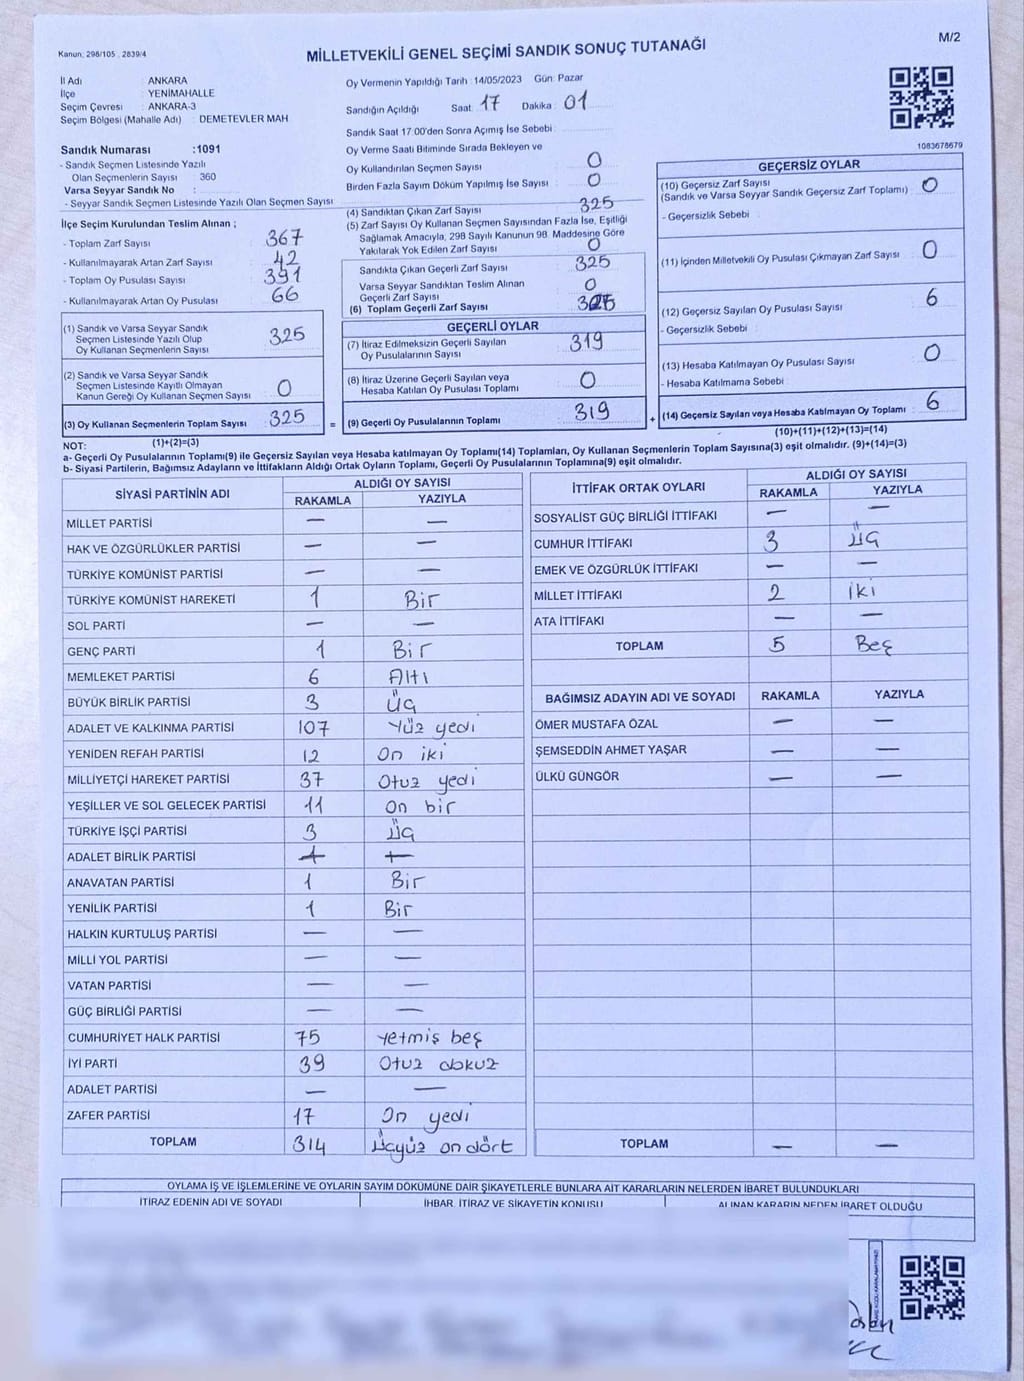 Kanun: 298/105 . 2839/4
MİLLETVEKİLİ GENEL SEÇİMİ SANDIK SONUÇ TUTANAĞI
M/2
İl Adı ANKARA
İlçe YENİMAHALLE
Seçim Çevresi : ANKARA-3
Seçim Bölgesi (Mahalle Adı) : DEMETEVLER MAH
Sandık Numarası :1091
- Sandık Seçmen Listesinde Yazılı
Olan Seçmenlerin Sayısı 360
Varsa Seyyar Sandık No :
- Seyyar Sandık Seçmen Listesinde Yazılı Olan Seçmen Sayısı
İlçe Seçim Kurulundan Teslim Alınan ;
- Toplam Zarf Sayısı 367
- Kullanılmayarak Artan Zarf Sayısı 42
- Toplam Oy Pusulası Sayısı 391
- Kullanılmayarak Artan Oy Pusulası 66
(1) Sandık ve Varsa Seyyar Sandık
Seçmen Listesinde Yazılı Olup
Oy Kullanan Seçmenlerin Sayısı 325
(2) Sandık ve Varsa Seyyar Sandık
Seçmen Listesinde Kayıtlı Olmayan
Kanun Gereği Oy Kullanan Seçmen Sayısı 0
(3) Oy Kullanan Seçmenlerin Toplam Sayısı 325
(1)+(2)=(3)
Oy Vermenin Yapıldığı Tarih : 14/05/2023 Gün: Pazar
Sandığın Açıldığı Saat: 17 Dakika : 01
Sandık Saat 17.00'den Sonra Açılmış İse Sebebi :
Oy Verme Saati Bitiminde Sırada Bekleyen ve
Oy Kullandırılan Seçmen Sayısı 0
Birden Fazla Sayım Döküm Yapılmış İse Sayısı 0
(4) Sandıktan Çıkan Zarf Sayısı 325
(5) Zarf Sayısı Oy Kullanan Seçmen Sayısından Fazla İse, Eşitliği
Sağlamak Amacıyla, 298 Sayılı Kanunun 98. Maddesine Göre
Yakılarak Yok Edilen Zarf Sayısı 0
Sandıkta Çıkan Geçerli Zarf Sayısı 325
Varsa Seyyar Sandıktan Teslim Alınan
Geçerli Zarf Sayısı 0
(6) Toplam Geçerli Zarf Sayısı 325
GEÇERLİ OYLAR
(7) İtiraz Edilmeksizin Geçerli Sayılan
Oy Pusulalarının Sayısı 319
(8) İtiraz Üzerine Geçerli Sayılan veya
Hesaba Katılan Oy Pusulası Toplamı 0
= (9) Geçerli Oy Pusulalarının Toplamı 319 +
1083678679
GEÇERSİZ OYLAR
(10) Geçersiz Zarf Sayısı 0
(Sandık ve Varsa Seyyar Sandık Geçersiz Zarf Toplamı)
- Geçersizlik Sebebi :
(11) İçinden Milletvekili Oy Pusulası Çıkmayan Zarf Sayısı 0
(12) Geçersiz Sayılan Oy Pusulası Sayısı 6
- Geçersizlik Sebebi :
(13) Hesaba Katılmayan Oy Pusulası Sayısı 0
- Hesaba Katılmama Sebebi :
(14) Geçersiz Sayılan veya Hesaba Katılmayan Oy Toplamı 6
(10)+(11)+(12)+(13)=(14)
NOT:
a- Geçerli Oy Pusulalarının Toplamı(9) ile Geçersiz Sayılan veya Hesaba katılmayan Oy Toplamı(14) Toplamları, Oy Kullanan Seçmenlerin Toplam Sayısına(3) eşit olmalıdır. (9)+(14)=(3)
b- Siyasi Partilerin, Bağımsız Adayların ve İttifakların Aldığı Ortak Oyların Toplamı, Geçerli Oy Pusulalarının Toplamına(9) eşit olmalıdır.
SİYASİ PARTİNİN ADI ALDIĞI OY SAYISI
RAKAMLA YAZIYLA
MİLLET PARTİSİ — —
HAK VE ÖZGÜRLÜKLER PARTİSİ — —
TÜRKİYE KOMÜNİST PARTİSİ — —
TÜRKİYE KOMÜNİST HAREKETİ 1 Bir
SOL PARTİ — —
GENÇ PARTİ 1 Bir
MEMLEKET PARTİSİ 6 Altı
BÜYÜK BİRLİK PARTİSİ 3 Üç
ADALET VE KALKINMA PARTİSİ 107 Yüz yedi
YENİDEN REFAH PARTİSİ 12 On iki
MİLLİYETÇİ HAREKET PARTİSİ 37 Otuz yedi
YEŞİLLER VE SOL GELECEK PARTİSİ 11 On bir
TÜRKİYE İŞÇİ PARTİSİ 3 Üç
ADALET BİRLİK PARTİSİ — —
ANAVATAN PARTİSİ 1 Bir
YENİLİK PARTİSİ 1 Bir
HALKIN KURTULUŞ PARTİSİ — —
MİLLİ YOL PARTİSİ — —
VATAN PARTİSİ — —
GÜÇ BİRLİĞİ PARTİSİ — —
CUMHURİYET HALK PARTİSİ 75 Yetmiş beş
İYİ PARTİ 39 Otuz dokuz
ADALET PARTİSİ — —
ZAFER PARTİSİ 17 On yedi
TOPLAM 314 Üçyüz on dört
İTTİFAK ORTAK OYLARI ALDIĞI OY SAYISI
RAKAMLA YAZIYLA
SOSYALİST GÜÇ BİRLİĞİ İTTİFAKI — —
CUMHUR İTTİFAKI 3 Üç
EMEK VE ÖZGÜRLÜK İTTİFAKI — —
MİLLET İTTİFAKI 2 iki
ATA İTTİFAKI — —
TOPLAM 5 Beş
BAĞIMSIZ ADAYIN ADI VE SOYADI RAKAMLA YAZIYLA
ÖMER MUSTAFA ÖZAL — —
ŞEMSEDDİN AHMET YAŞAR — —
ÜLKÜ GÜNGÖR — —
TOPLAM — —
OYLAMA İŞ VE İŞLEMLERİNE VE OYLARIN SAYIM DÖKÜMÜNE DAİR ŞİKAYETLERLE BUNLARA AİT KARARLARIN NELERDEN İBARET BULUNDUKLARI
İTİRAZ EDENİN ADI VE SOYADI İHBAR, İTİRAZ VE ŞİKAYETİN KONUSU ALINAN KARARIN NEDEN İBARET OLDUĞU